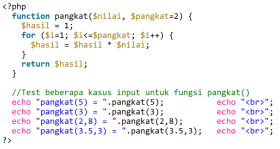 <?php
function pangkat($nilai, $pangkat=2) {
$hasil = 1;
for ($i=1; $i<=$pangkat; $i++) {
$hasil = $hasil * $nilai;
}
return $hasil;
}
//Test beberapa kasus input untuk fungsi pangkat()
echo "pangkat(5) = ".pangkat(5); echo "<br>";
echo "pangkat(3) = ".pangkat(3); echo "<br>";
echo "pangkat(2,8) = ".pangkat(2,8); echo "<br>";
echo "pangkat(3.5,3) = ".pangkat(3.5,3); echo "<br>";
?>